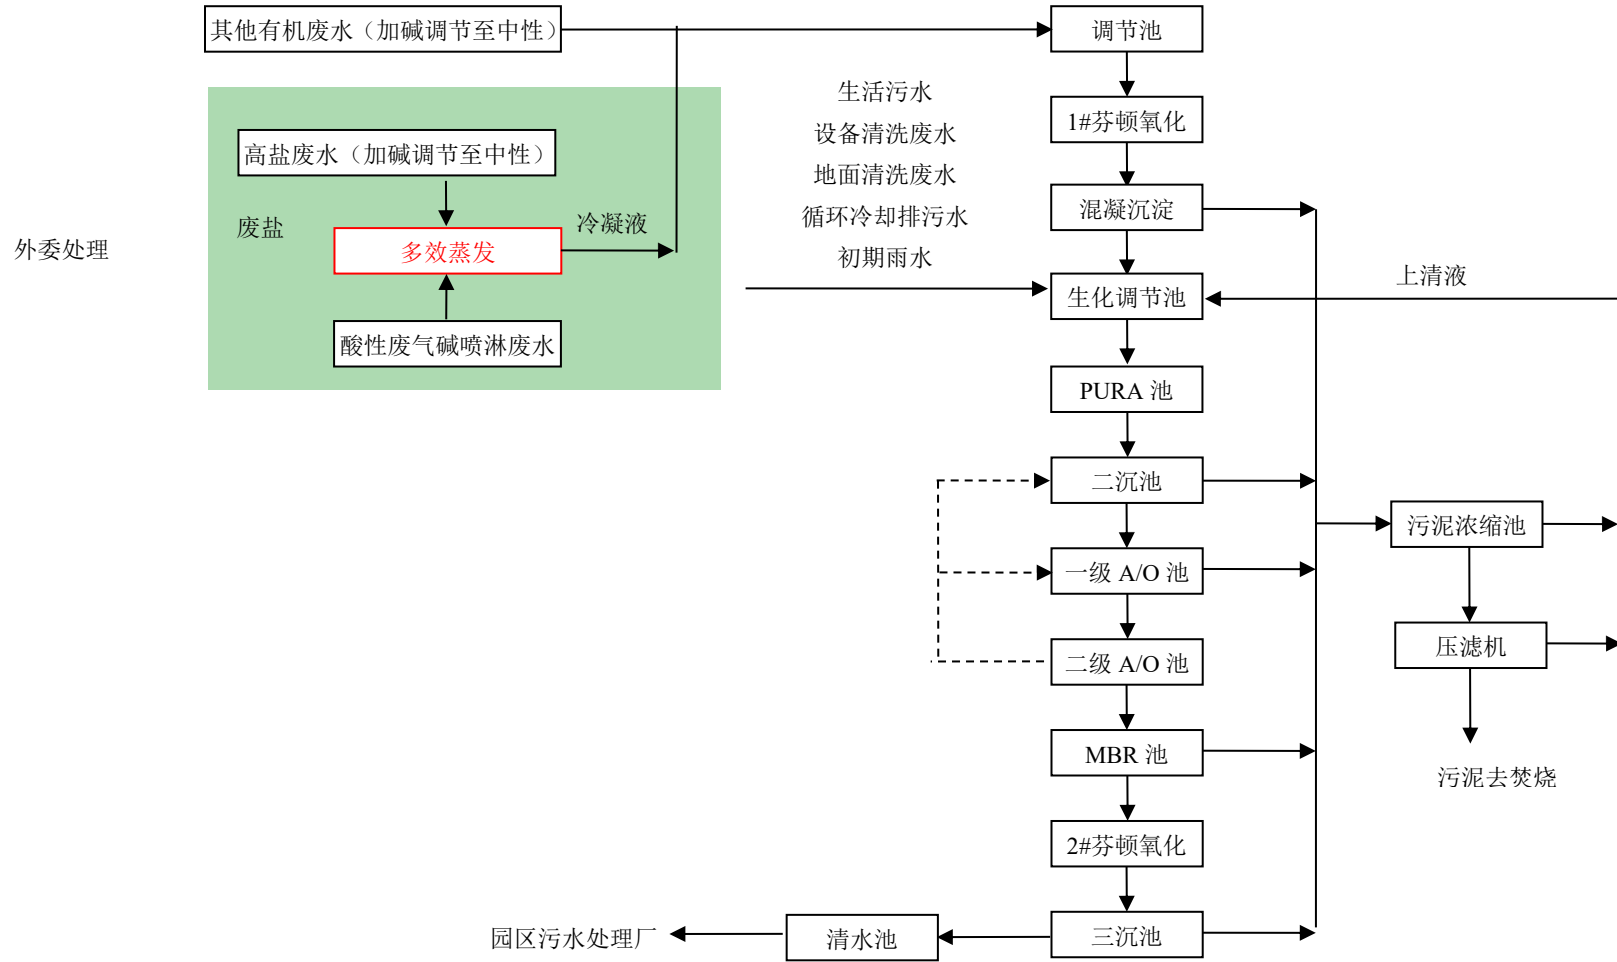 其他有机废水（加碱调节至中性）
调节池
生活污水
设备清洗废水
地面清洗废水
循环冷却排污水
初期雨水
1#芬顿氧化
高盐废水（加碱调节至中性）
混凝沉淀
废盐
冷凝液
外委处理
多效蒸发
上清液
生化调节池
酸性废气碱喷淋废水
PURA 池
二沉池
污泥浓缩池
一级 A/O 池
压滤机
二级 A/O 池
MBR 池
污泥去焚烧
2#芬顿氧化
园区污水处理厂
清水池
三沉池